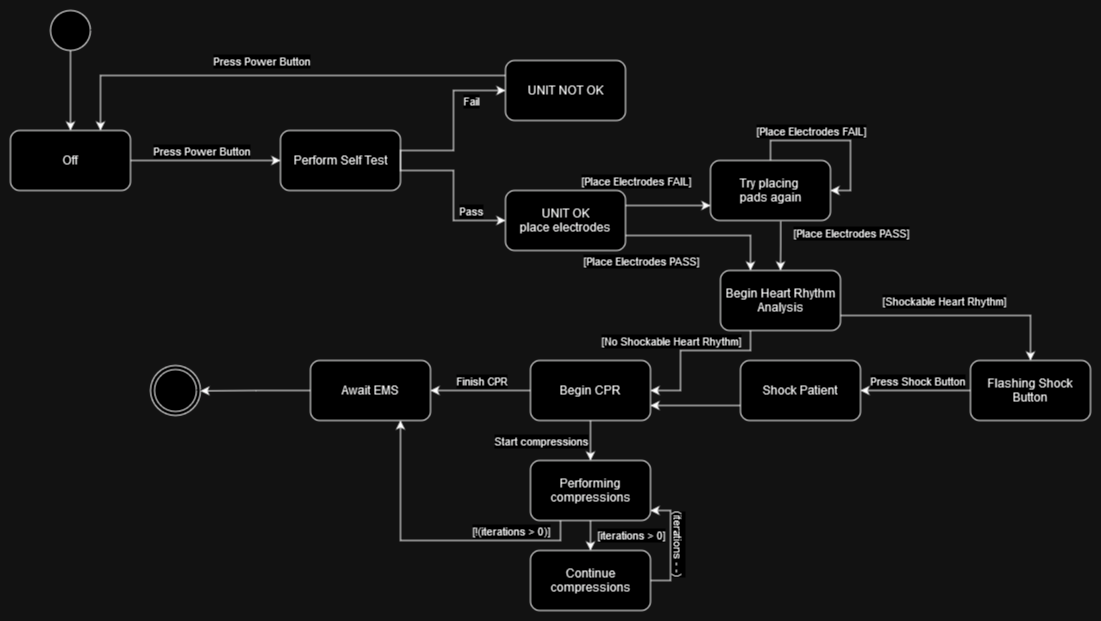 Press Power Button
UNIT NOT OK
Fail
[Place Electrodes FAIL]
Off
Press Power Button
Perform Self Test
Try placing
pads again
[Place Electrodes FAIL]
Pass
UNIT OK
place electrodes
[Place Electrodes PASS]
[Place Electrodes PASS]
Begin Heart Rhythm
Analysis
[Shockable Heart Rhythm]
[No Shockable Heart Rhythm]
Await EMS
Finish CPR
Begin CPR
Shock Patient
Press Shock Button
Flashing Shock
Button
Start compressions
Performing
compressions
[!(iterations > 0)]
[iterations > 0]
(iterations - -)
Continue
compressions